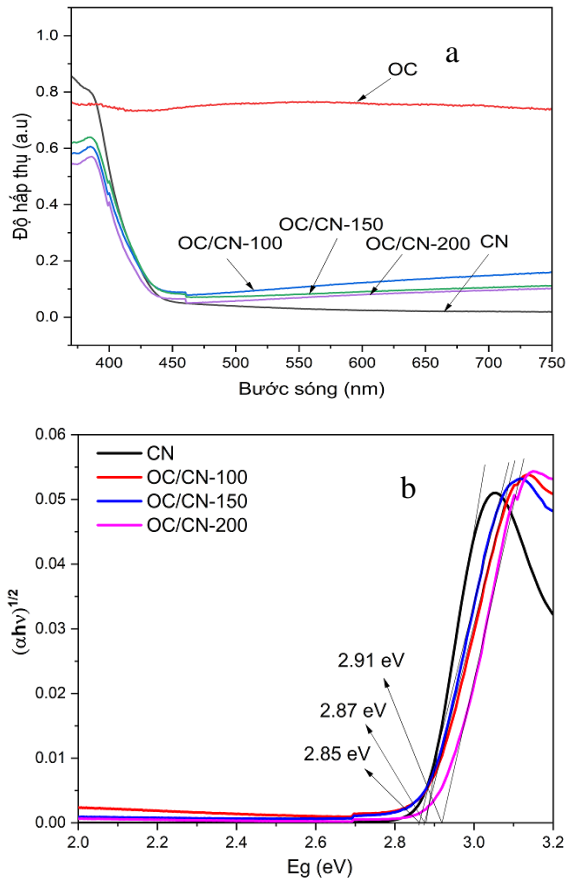 a
OC
OC/CN-150
OC/CN-100
OC/CN-200
CN
Độ hấp thụ (a.u)
1.0
0.8
0.6
0.4
0.2
0.0
400 450 500 550 600 650 700 750
Bước sóng (nm)
b
CN
OC/CN-100
OC/CN-150
OC/CN-200
2.91 eV
2.87 eV
2.85 eV
(αhν)1/2
0.06
0.05
0.04
0.03
0.02
0.01
0.00
2.0 2.2 2.4 2.6 2.8 3.0 3.2
Eg (eV)